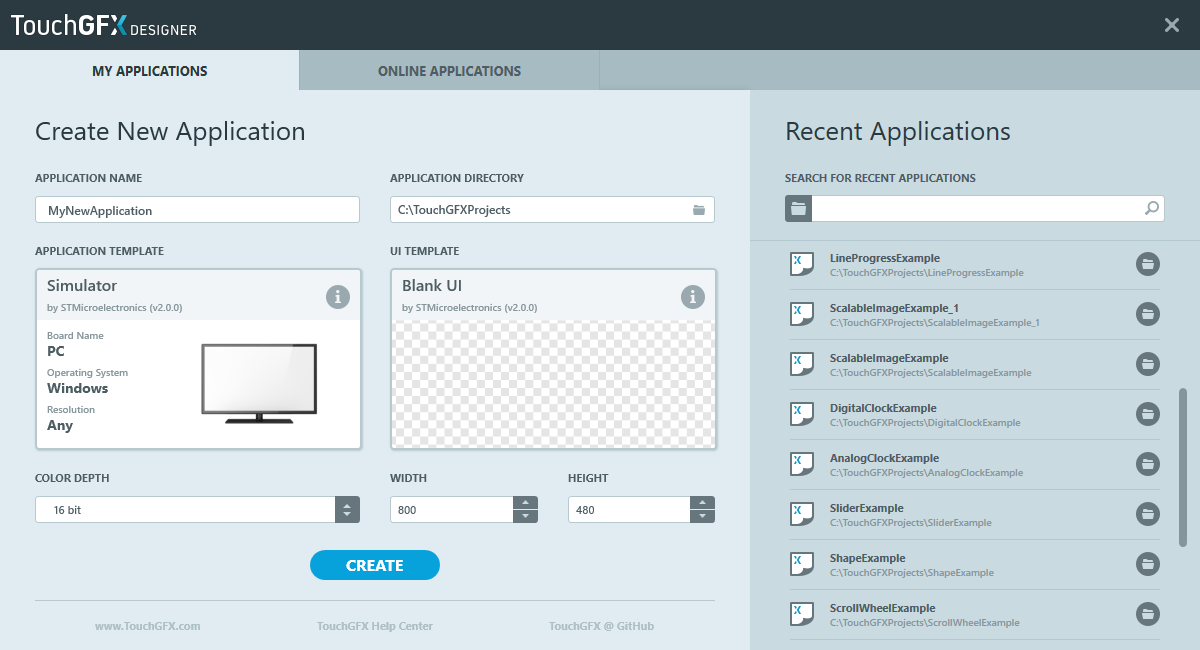 TouchGFX DESIGNER
MY APPLICATIONS
ONLINE APPLICATIONS
Create New Application
APPLICATION NAME
APPLICATION DIRECTORY
MyNewApplication
C:\TouchGFXProjects
APPLICATION TEMPLATE
UI TEMPLATE
Simulator
by STMicroelectronics (v2.0.0)
Board Name
PC
Operating System
Windows
Resolution
Any
Blank UI
by STMicroelectronics (v2.0.0)
COLOR DEPTH
WIDTH
HEIGHT
16 bit
800
480
CREATE
www.TouchGFX.com
TouchGFX Help Center
TouchGFX @ GitHub
Recent Applications
SEARCH FOR RECENT APPLICATIONS
LineProgressExample
C:\TouchGFXProjects\LineProgressExample
ScalableImageExample_1
C:\TouchGFXProjects\ScalableImageExample_1
ScalableImageExample
C:\TouchGFXProjects\ScalableImageExample
DigitalClockExample
C:\TouchGFXProjects\DigitalClockExample
AnalogClockExample
C:\TouchGFXProjects\AnalogClockExample
SliderExample
C:\TouchGFXProjects\SliderExample
ShapeExample
C:\TouchGFXProjects\ShapeExample
ScrollWheelExample
C:\TouchGFXProjects\ScrollWheelExample